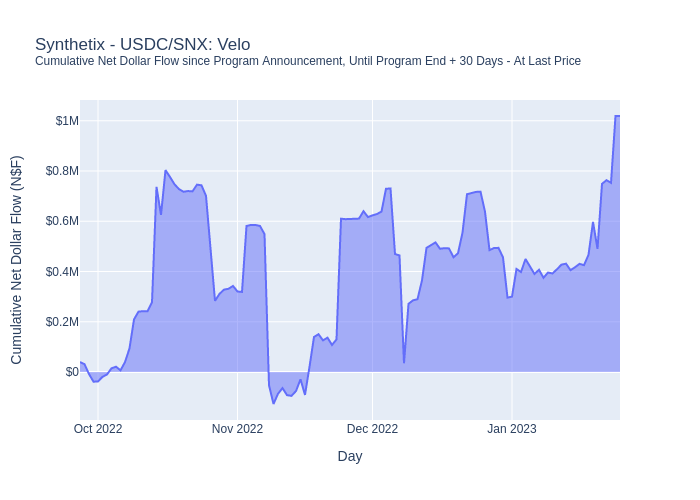 Synthetix - USDC/SNX: Velo
Cumulative Net Dollar Flow since Program Announcement, Until Program End + 30 Days - At Last Price
Cumulative Net Dollar Flow (N$F)
$1M
$0.8M
$0.6M
$0.4M
$0.2M
$0
Oct 2022
Nov 2022
Dec 2022
Jan 2023
Day